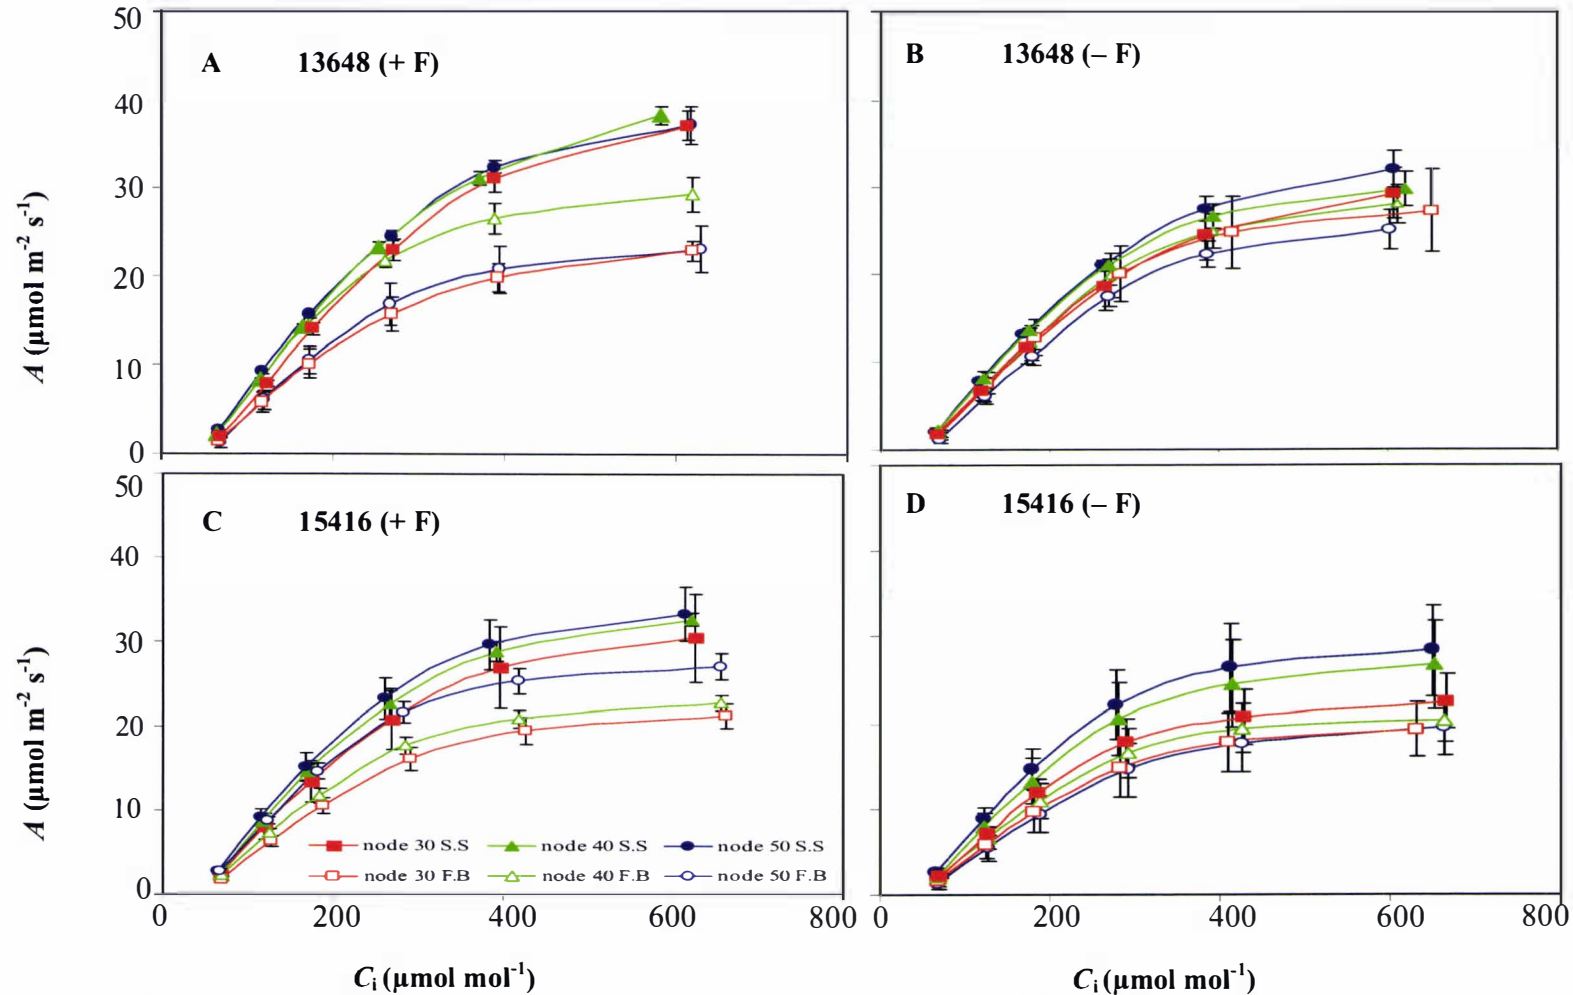 50
A 13648 (+ F)
B 13648 (– F)
40
30
20
10
0
A (µmol m⁻² s⁻¹)
50
C 15416 (+ F)
D 15416 (– F)
40
30
20
10
0
A (µmol m⁻² s⁻¹)
node 30 S.S node 40 S.S node 50 S.S
node 30 F.B node 40 F.B node 50 F.B
0 200 400 600 800
0 200 400 600 800
Cᵢ (µmol mol⁻¹)
Cᵢ (µmol mol⁻¹)